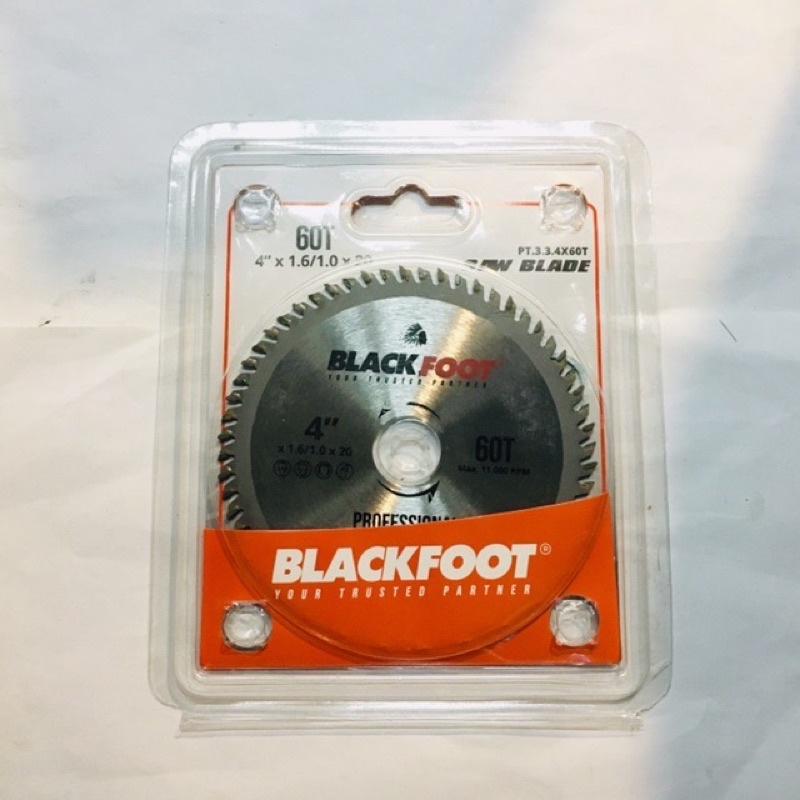 60T
4" x 1.6/1.0 x 20
PT.3.3.4X60T
SAW BLADE
BLACKFOOT
YOUR TRUSTED PARTNER
4"
x 1.6/1.0 x 20
60T
Max. 11.000 RPM
PROFESSIONAL
BLACKFOOT®
YOUR TRUSTED PARTNER